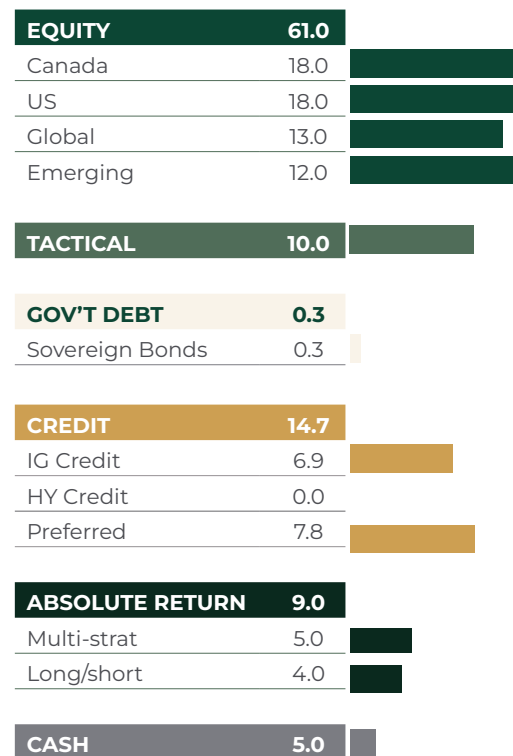 EQUITY 61.0
Canada 18.0
US 18.0
Global 13.0
Emerging 12.0
TACTICAL 10.0
GOV'T DEBT 0.3
Sovereign Bonds 0.3
CREDIT 14.7
IG Credit 6.9
HY Credit 0.0
Preferred 7.8
ABSOLUTE RETURN 9.0
Multi-strat 5.0
Long/short 4.0
CASH 5.0